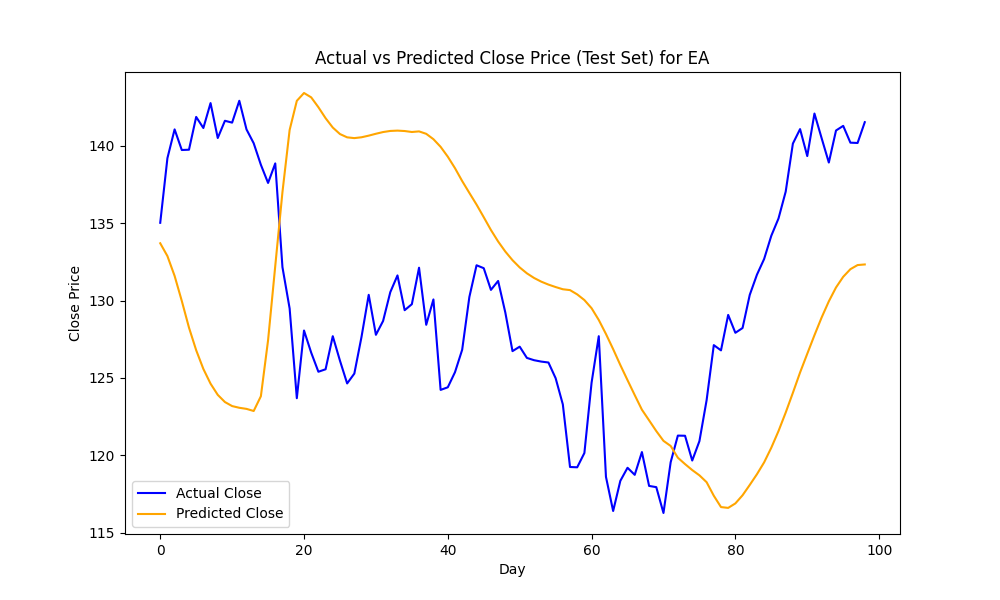 Actual vs Predicted Close Price (Test Set) for EA
Close Price
140
135
130
125
120
115
Actual Close
Predicted Close
0 20 40 60 80 100
Day